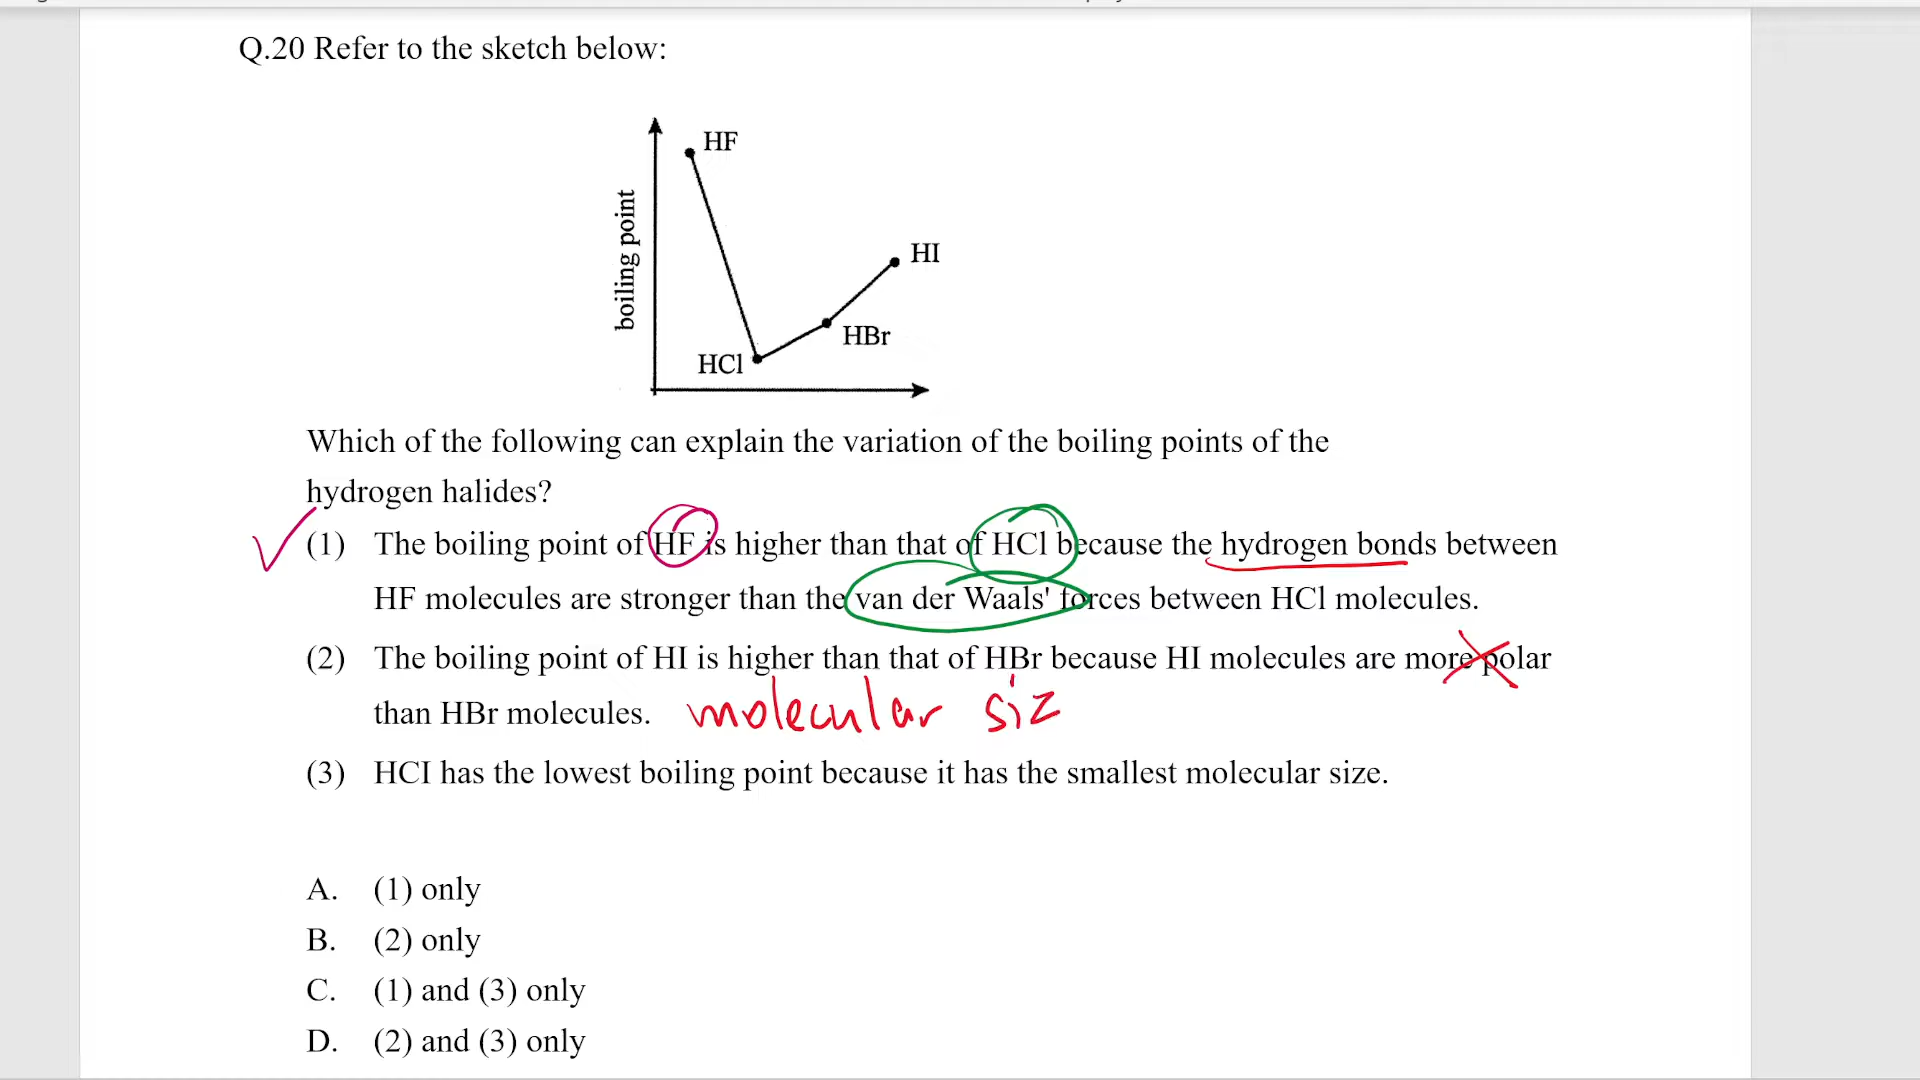 Q.20 Refer to the sketch below:
HF
HI
boiling point
HBr
HCl
Which of the following can explain the variation of the boiling points of the
hydrogen halides?
(1) The boiling point of HF is higher than that of HCl because the hydrogen bonds between
HF molecules are stronger than the van der Waals' forces between HCl molecules.
(2) The boiling point of HI is higher than that of HBr because HI molecules are more polar
than HBr molecules. molecular siz
(3) HCI has the lowest boiling point because it has the smallest molecular size.
A. (1) only
B. (2) only
C. (1) and (3) only
D. (2) and (3) only